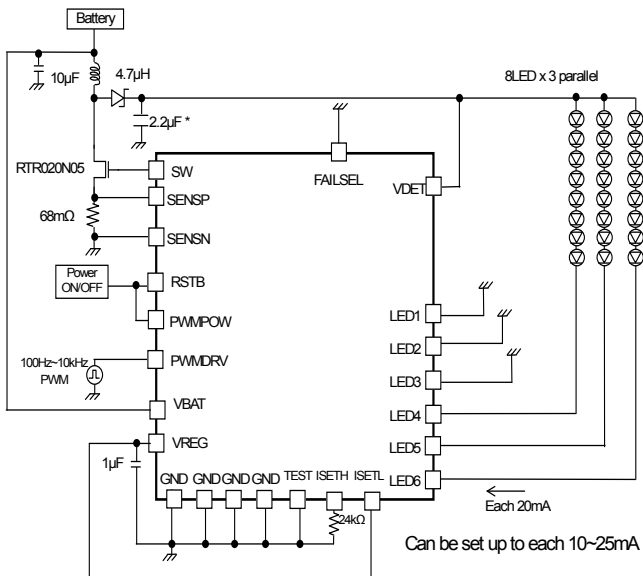 Battery
10μF
4.7μH
2.2μF *
8LED x 3 parallel
RTR020N05
SW
FAILSEL
VDET
SENSP
68mΩ
SENSN
Power
ON/OFF
RSTB
PWMPOW
LED1
LED2
100Hz~10kHz
PWM
PWMDRV
LED3
VBAT
LED4
VREG
LED5
1μF
GND
GND
GND
GND
TEST
ISETH
ISETL
LED6
24kΩ
Each 20mA
Can be set up to each 10~25mA